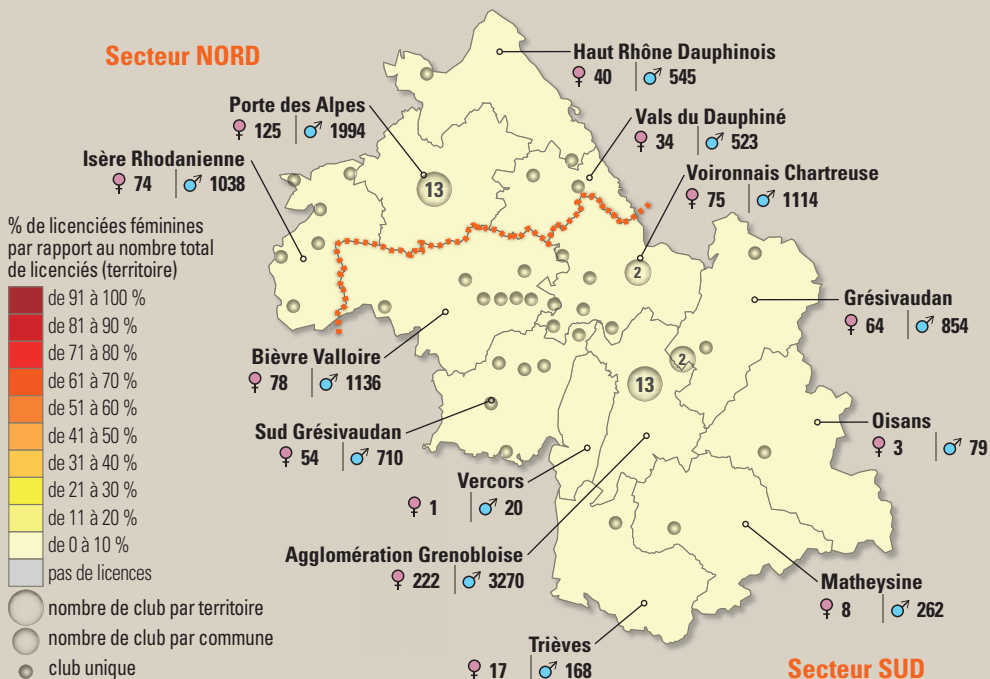 Secteur NORD
Haut Rhône Dauphinois
♀ 40 | ♂ 545
Porte des Alpes
♀ 125 | ♂ 1994
Vals du Dauphiné
♀ 34 | ♂ 523
Isère Rhodanienne
♀ 74 | ♂ 1038
13
Voironnais Chartreuse
♀ 75 | ♂ 1114
% de licenciées féminines
par rapport au nombre total
de licenciés (territoire)
de 91 à 100 %
de 81 à 90 %
de 71 à 80 %
de 61 à 70 %
de 51 à 60 %
de 41 à 50 %
de 31 à 40 %
de 21 à 30 %
de 11 à 20 %
de 0 à 10 %
pas de licences
nombre de club par territoire
nombre de club par commune
club unique
2
Grésivaudan
♀ 64 | ♂ 854
Bièvre Valloire
♀ 78 | ♂ 1136
2
13
Sud Grésivaudan
♀ 54 | ♂ 710
Oisans
♀ 3 | ♂ 79
Vercors
♀ 1 | ♂ 20
Agglomération Grenobloise
♀ 222 | ♂ 3270
Matheysine
♀ 8 | ♂ 262
Trièves
♀ 17 | ♂ 168
Secteur SUD